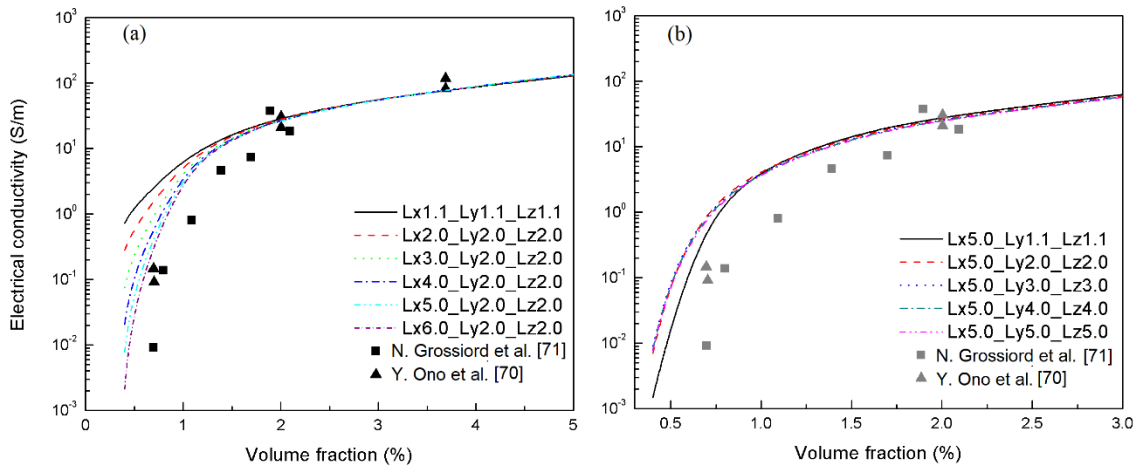 (a)
(b)
10³
10²
10¹
10⁰
10⁻¹
10⁻²
10⁻³
Electrical conductivity (S/m)
Lx1.1_Ly1.1_Lz1.1
Lx2.0_Ly2.0_Lz2.0
Lx3.0_Ly2.0_Lz2.0
Lx4.0_Ly2.0_Lz2.0
Lx5.0_Ly2.0_Lz2.0
Lx6.0_Ly2.0_Lz2.0
N. Grossiord et al. [71]
Y. Ono et al. [70]
0 1 2 3 4 5
Volume fraction (%)
10³
10²
10¹
10⁰
10⁻¹
10⁻²
10⁻³
Lx5.0_Ly1.1_Lz1.1
Lx5.0_Ly2.0_Lz2.0
Lx5.0_Ly3.0_Lz3.0
Lx5.0_Ly4.0_Lz4.0
Lx5.0_Ly5.0_Lz5.0
N. Grossiord et al. [71]
Y. Ono et al. [70]
0.5 1.0 1.5 2.0 2.5 3.0
Volume fraction (%)